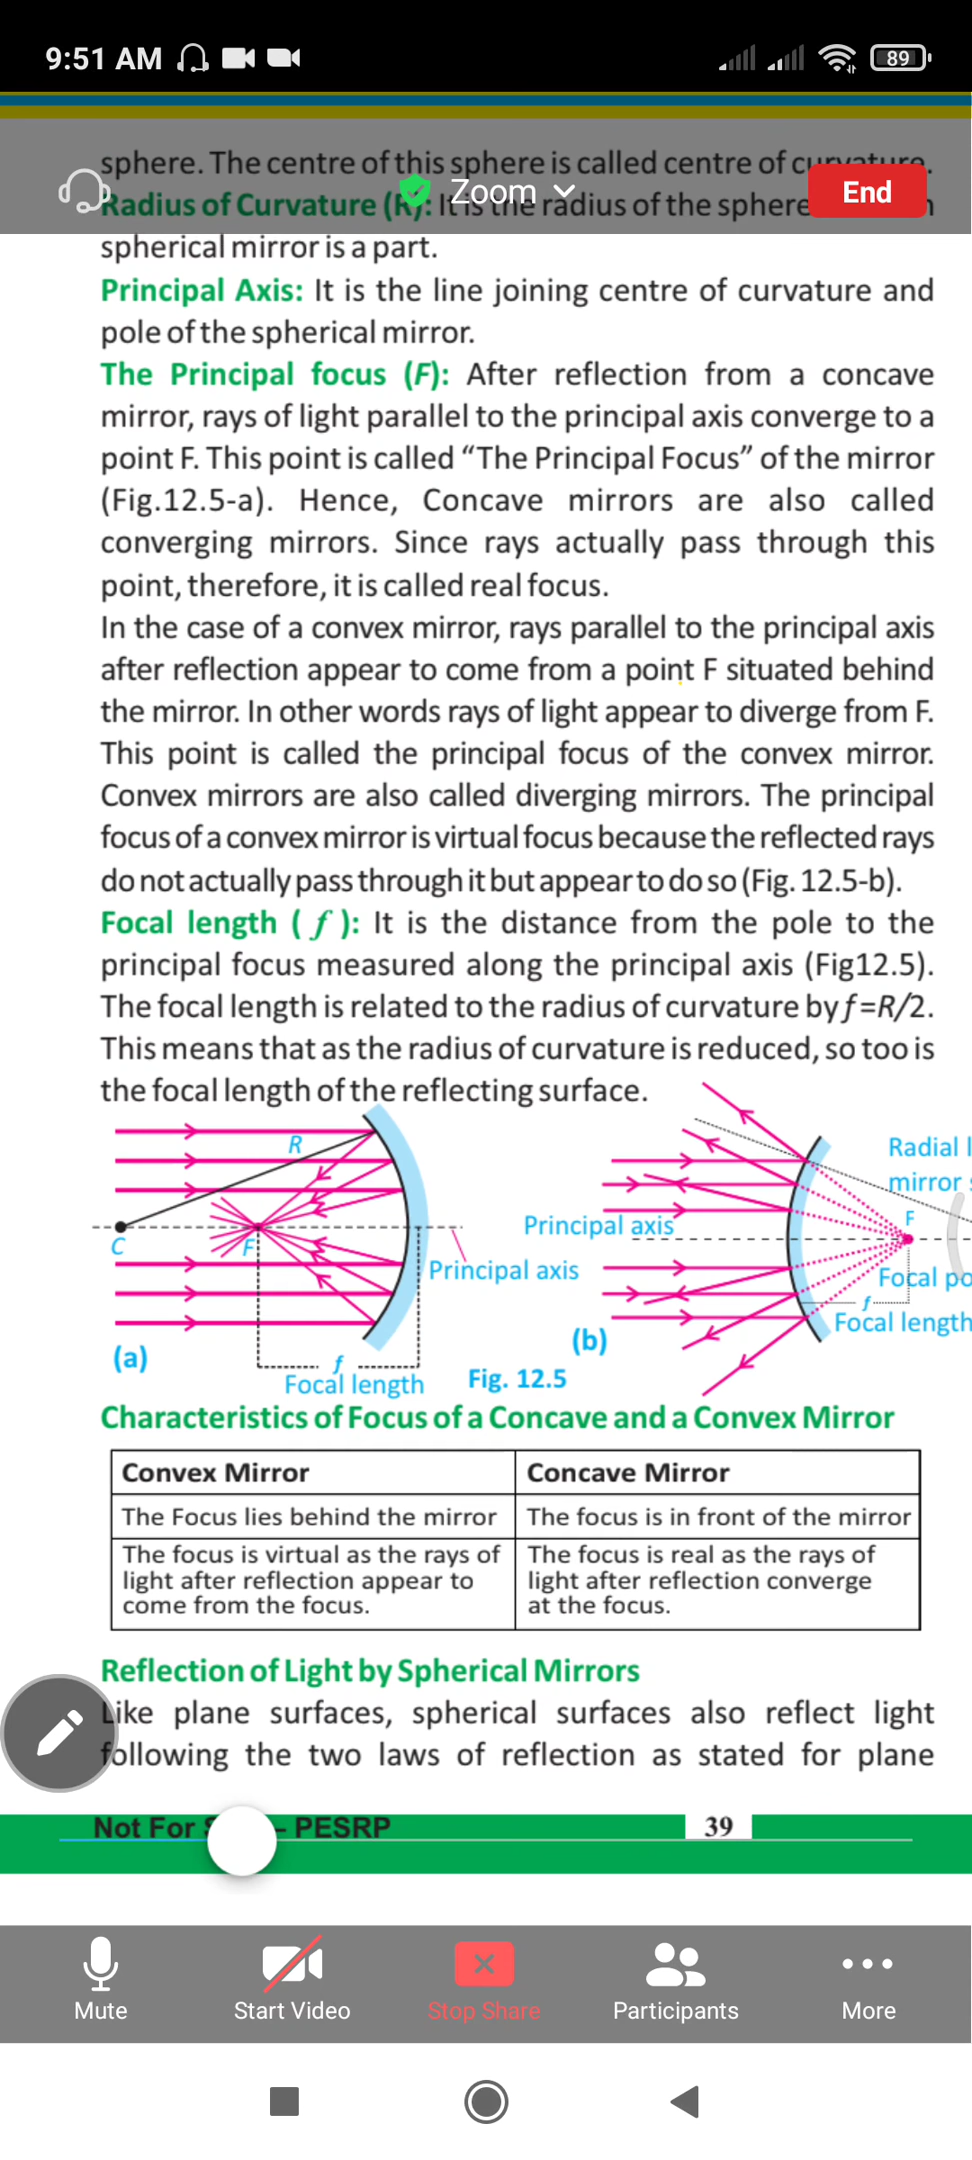 9:51 AM
89
sphere. The centre of this sphere is called centre of curvature.
Zoom
End
Radius of Curvature (R): It is the radius of the sphere
spherical mirror is a part.
Principal Axis: It is the line joining centre of curvature and
pole of the spherical mirror.
The Principal focus (F): After reflection from a concave
mirror, rays of light parallel to the principal axis converge to a
point F. This point is called “The Principal Focus” of the mirror
(Fig.12.5-a). Hence, Concave mirrors are also called
converging mirrors. Since rays actually pass through this
point, therefore, it is called real focus.
In the case of a convex mirror, rays parallel to the principal axis
after reflection appear to come from a point F situated behind
the mirror. In other words rays of light appear to diverge from F.
This point is called the principal focus of the convex mirror.
Convex mirrors are also called diverging mirrors. The principal
focus of a convex mirror is virtual focus because the reflected rays
do not actually pass through it but appear to do so (Fig. 12.5-b).
Focal length ( f ): It is the distance from the pole to the
principal focus measured along the principal axis (Fig12.5).
The focal length is related to the radius of curvature by f=R/2.
This means that as the radius of curvature is reduced, so too is
the focal length of the reflecting surface.
R
C
F
Principal axis
f
Focal length
(a)
Fig. 12.5
Principal axis
Radial l
mirror s
F
Focal po
f
Focal length
(b)
Characteristics of Focus of a Concave and a Convex Mirror
Convex Mirror
Concave Mirror
The Focus lies behind the mirror
The focus is in front of the mirror
The focus is virtual as the rays of
light after reflection appear to
come from the focus.
The focus is real as the rays of
light after reflection converge
at the focus.
Reflection of Light by Spherical Mirrors
Like plane surfaces, spherical surfaces also reflect light
following the two laws of reflection as stated for plane
Not For – PESRP
39
Mute
Start Video
Stop Share
Participants
More